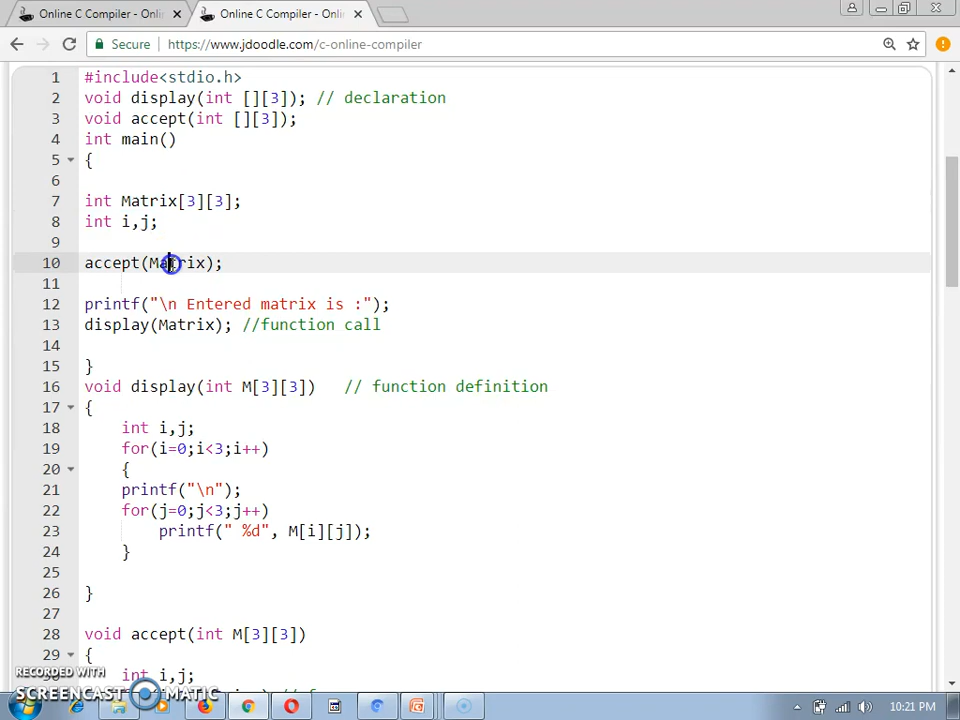 Online C Compiler - Onlin
Online C Compiler - Onlin
Secure
https://www.jdoodle.com/c-online-compiler
1 #include<stdio.h>
2 void display(int [][3]); // declaration
3 void accept(int [][3]);
4 int main()
5 {
6
7 int Matrix[3][3];
8 int i,j;
9
10 accept(Matrix);
11
12 printf("\n Entered matrix is :");
13 display(Matrix); //function call
14
15 }
16 void display(int M[3][3]) // function definition
17 {
18 int i,j;
19 for(i=0;i<3;i++)
20 {
21 printf("\n");
22 for(j=0;j<3;j++)
23 printf(" %d", M[i][j]);
24 }
25
26 }
27
28 void accept(int M[3][3])
29 {
int i,j;
RECORDED WITH
SCREENCAST MATIC
10:21 PM